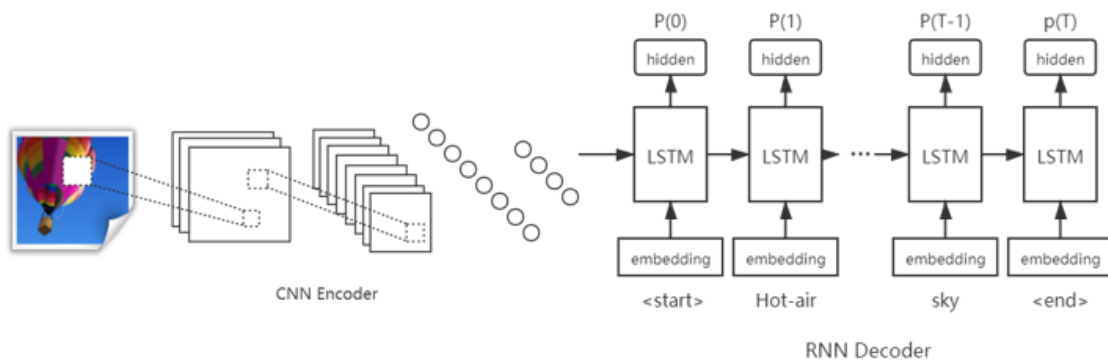 P(0) P(1) P(T-1) p(T)
hidden hidden hidden hidden
LSTM LSTM ··· LSTM LSTM
embedding embedding embedding embedding
CNN Encoder
<start> Hot-air sky <end>
RNN Decoder